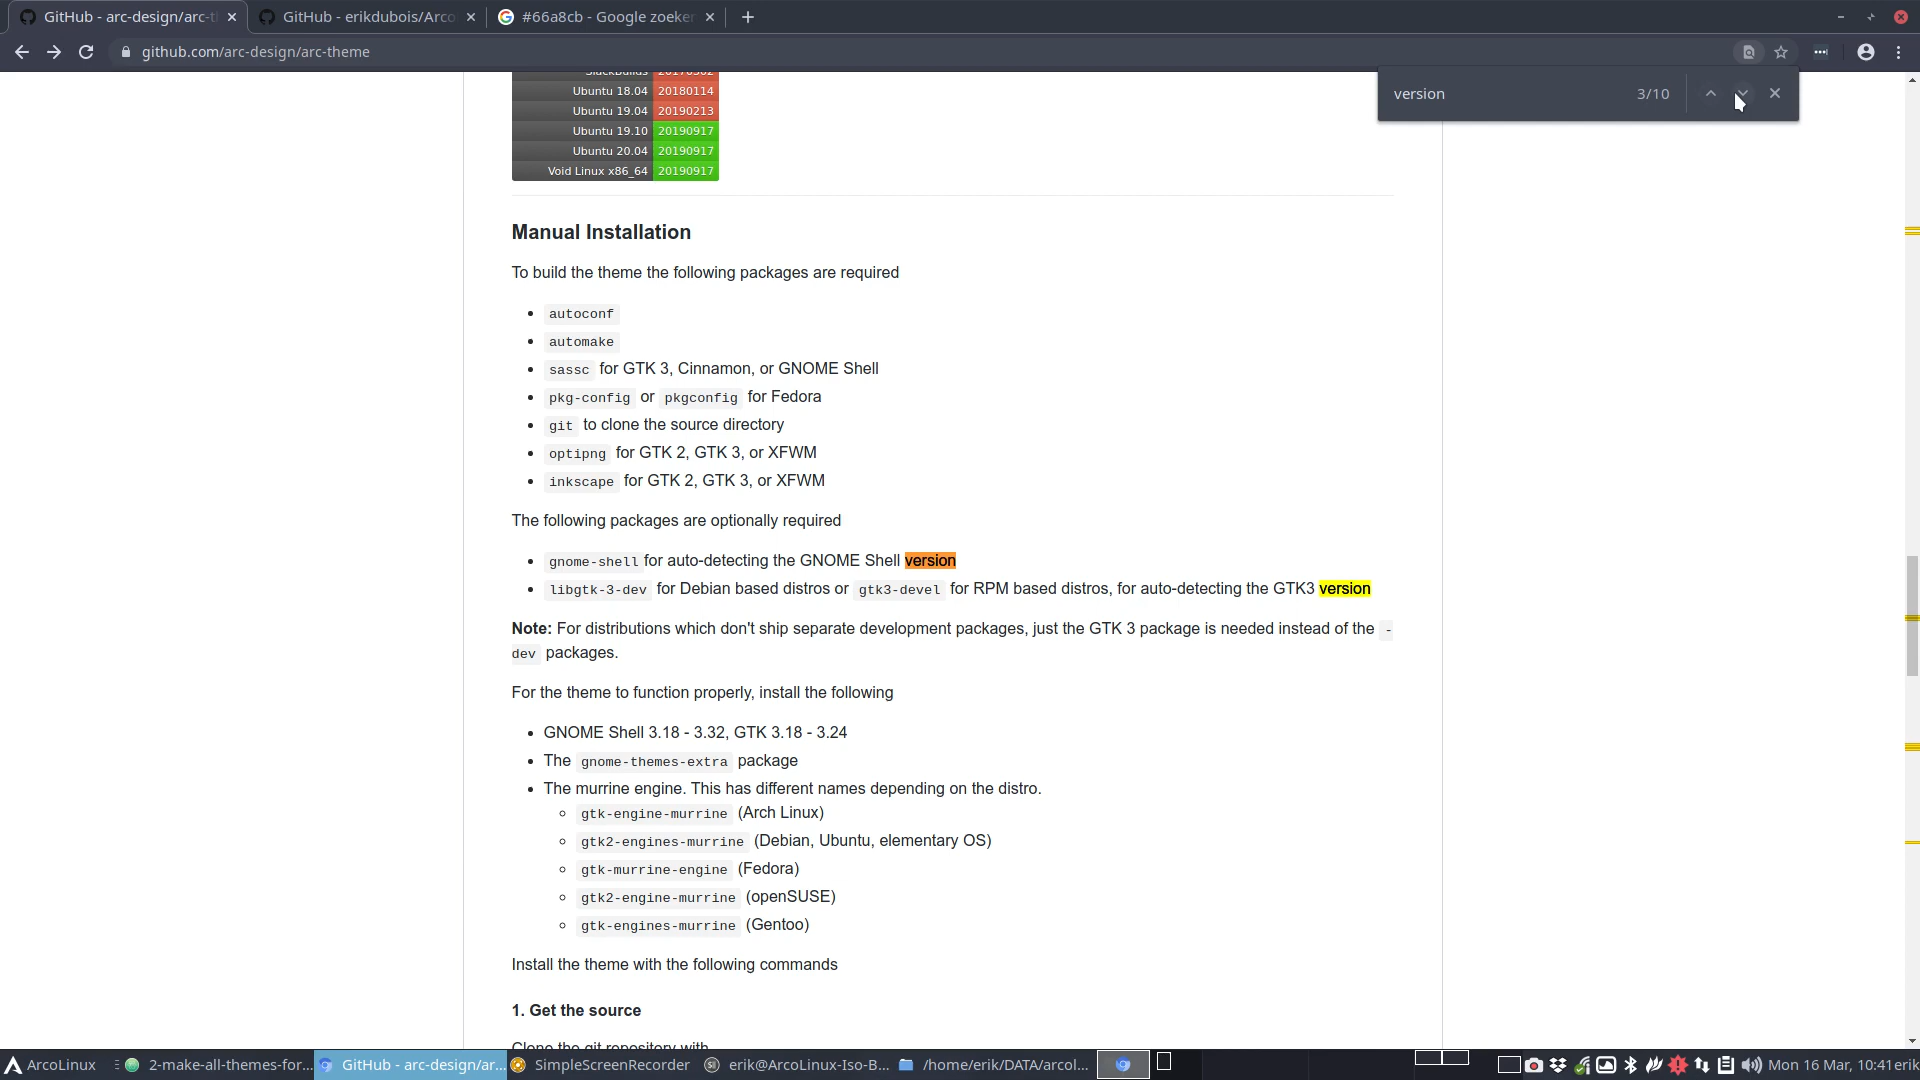 GitHub - arc-design/arc-t
GitHub - erikdubois/Arco
#66a8cb - Google zoeker
github.com/arc-design/arc-theme
version
3/10
SlackBuilds 20170302
Ubuntu 18.04 20180114
Ubuntu 19.04 20190213
Ubuntu 19.10 20190917
Ubuntu 20.04 20190917
Void Linux x86_64 20190917
Manual Installation
To build the theme the following packages are required
autoconf
automake
sassc for GTK 3, Cinnamon, or GNOME Shell
pkg-config or pkgconfig for Fedora
git to clone the source directory
optipng for GTK 2, GTK 3, or XFWM
inkscape for GTK 2, GTK 3, or XFWM
The following packages are optionally required
gnome-shell for auto-detecting the GNOME Shell version
libgtk-3-dev for Debian based distros or gtk3-devel for RPM based distros, for auto-detecting the GTK3 version
Note: For distributions which don't ship separate development packages, just the GTK 3 package is needed instead of the -
dev packages.
For the theme to function properly, install the following
GNOME Shell 3.18 - 3.32, GTK 3.18 - 3.24
The gnome-themes-extra package
The murrine engine. This has different names depending on the distro.
gtk-engine-murrine (Arch Linux)
gtk2-engines-murrine (Debian, Ubuntu, elementary OS)
gtk-murrine-engine (Fedora)
gtk2-engine-murrine (openSUSE)
gtk-engines-murrine (Gentoo)
Install the theme with the following commands
1. Get the source
Clone the git repository with
ArcoLinux
2-make-all-themes-for...
GitHub - arc-design/ar...
SimpleScreenRecorder
erik@ArcoLinux-Iso-B...
/home/erik/DATA/arcol...
Mon 16 Mar, 10:41
erik